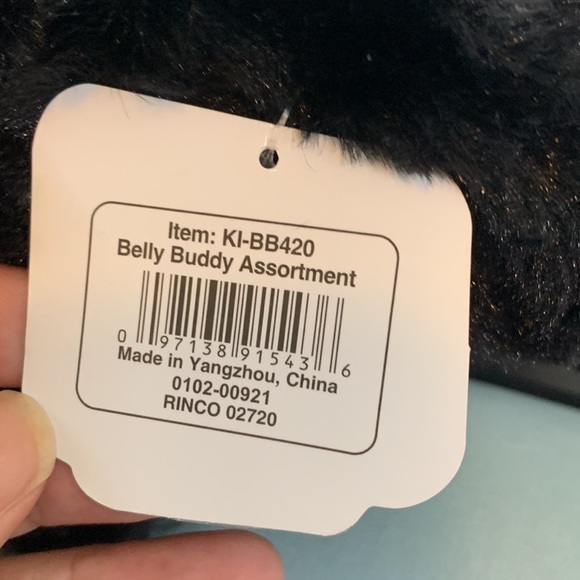 Item: KI-BB420
Belly Buddy Assortment
0 97138 91543 6
Made in Yangzhou, China
0102-00921
RINCO 02720